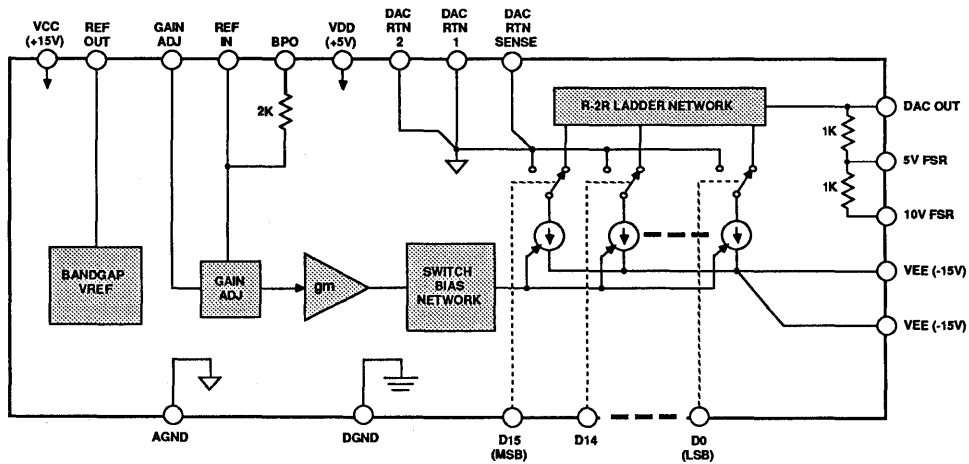 VCC
(+15V)
REF
OUT
GAIN
ADJ
REF
IN
BPO
VDD
(+5V)
DAC
RTN
2
DAC
RTN
1
DAC
RTN
SENSE
2K
R-2R LADDER NETWORK
DAC OUT
1K
5V FSR
1K
10V FSR
BANDGAP
VREF
GAIN
ADJ
gm
SWITCH
BIAS
NETWORK
VEE (-15V)
VEE (-15V)
AGND
DGND
D15
(MSB)
D14
D0
(LSB)